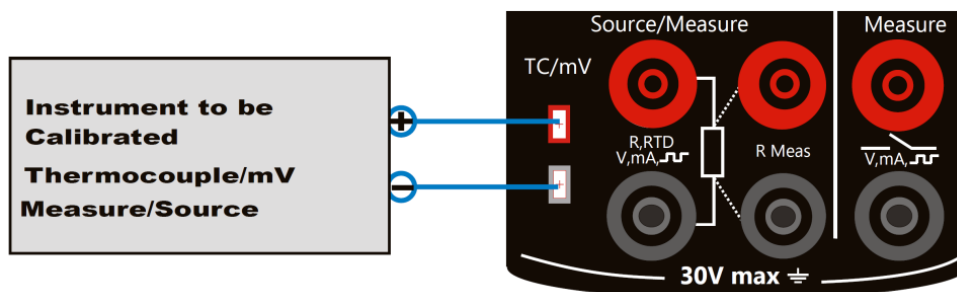 Source/Measure
Measure
TC/mV
Instrument to be
Calibrated
Thermocouple/mV
Measure/Source
+
−
R,RTD
V,mA,
R Meas
V,mA,
30V max